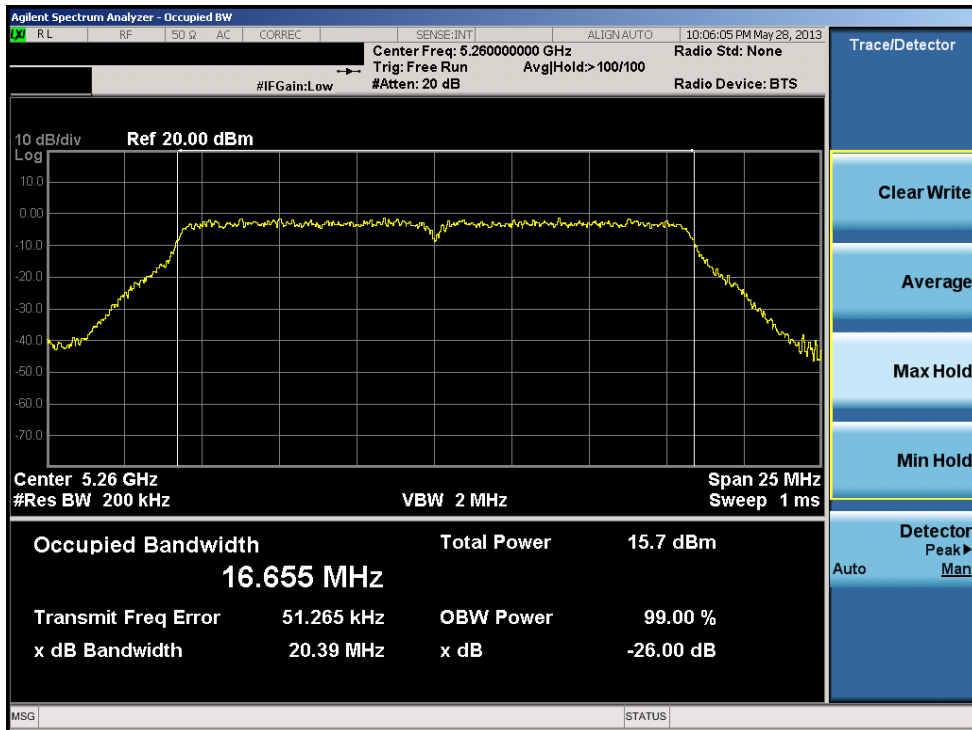 Agilent Spectrum Analyzer - Occupied BW
LXI RL RF 50 Ω AC CORREC SENSE:INT ALIGN AUTO 10:06:05 PM May 28, 2013
Center Freq: 5.260000000 GHz Radio Std: None
Trig: Free Run Avg|Hold:> 100/100
#IFGain:Low #Atten: 20 dB Radio Device: BTS
Trace/Detector
10 dB/div Ref 20.00 dBm
Log
10.0
0.00
-10.0
-20.0
-30.0
-40.0
-50.0
-60.0
-70.0
Center 5.26 GHz Span 25 MHz
#Res BW 200 kHz VBW 2 MHz Sweep 1 ms
Occupied Bandwidth Total Power 15.7 dBm
16.655 MHz
Transmit Freq Error 51.265 kHz OBW Power 99.00 %
x dB Bandwidth 20.39 MHz x dB -26.00 dB
Clear Write
Average
Max Hold
Min Hold
Detector
Peak▶
Auto Man
MSG STATUS